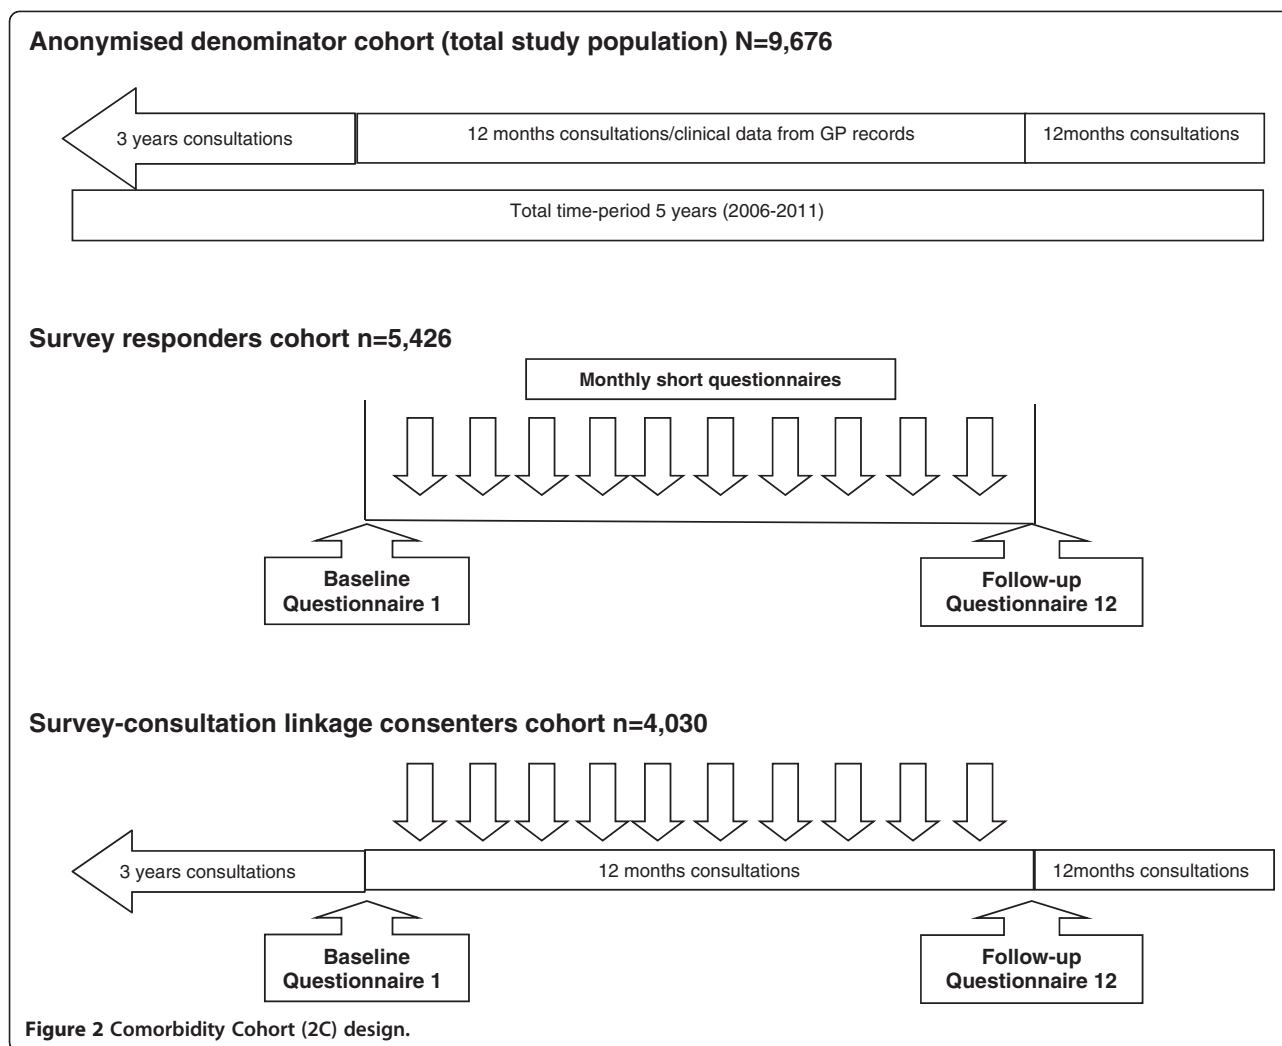 Anonymised denominator cohort (total study population) N=9,676
3 years consultations
12 months consultations/clinical data from GP records
12months consultations
Total time-period 5 years (2006-2011)
Survey responders cohort n=5,426
Monthly short questionnaires
Baseline
Questionnaire 1
Follow-up
Questionnaire 12
Survey-consultation linkage consenters cohort n=4,030
3 years consultations
12 months consultations
12months consultations
Baseline
Questionnaire 1
Follow-up
Questionnaire 12
Figure 2 Comorbidity Cohort (2C) design.